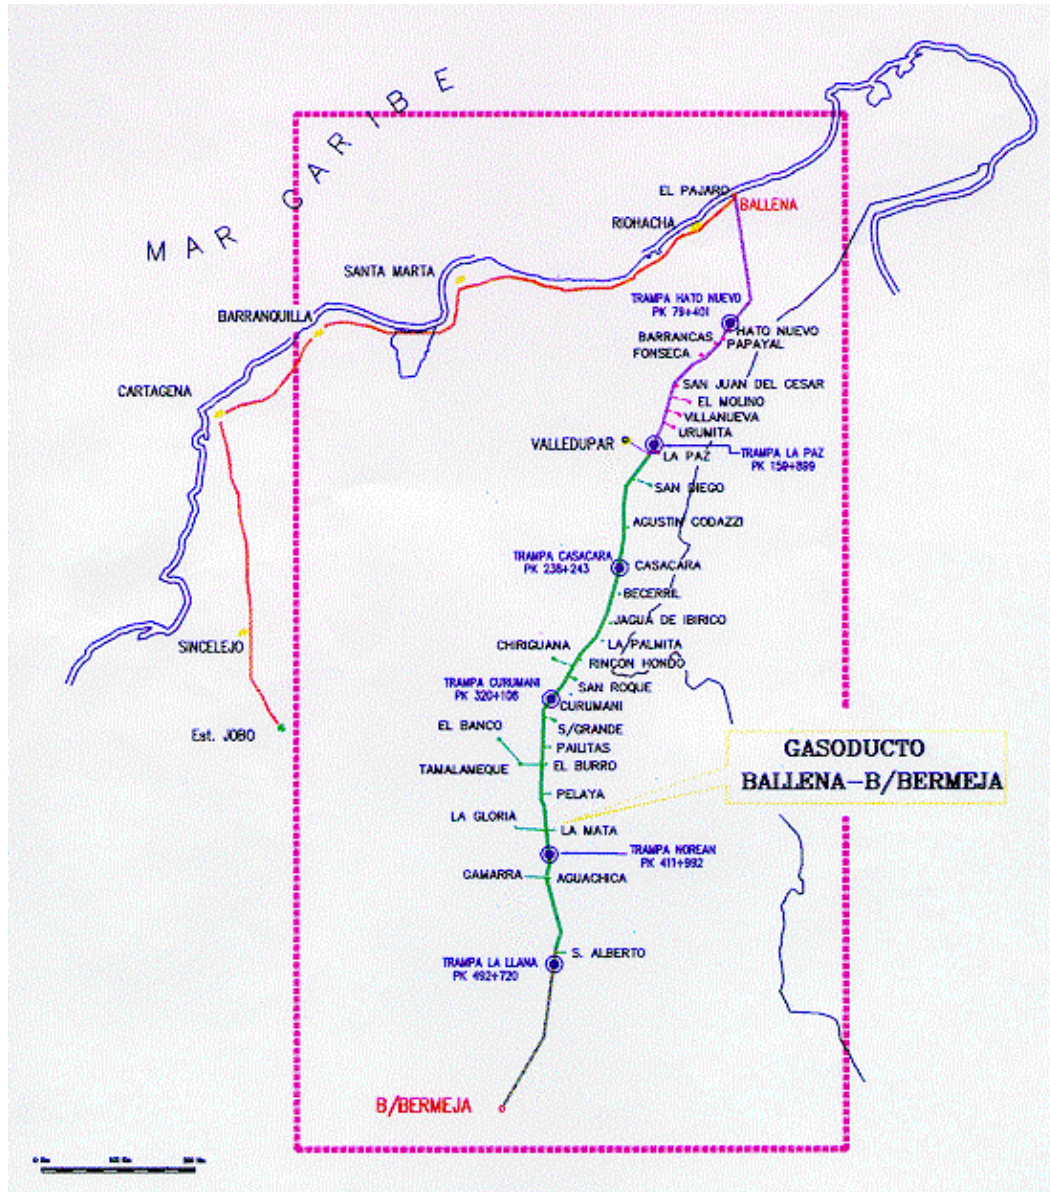 MAR CARIBE
EL PAJARO
BALLENA
RIOHACHA
SANTA MARTA
TRAMPA HATO NUEVO
PK 79+401
BARRANQUILLA
HATO NUEVO
BARRANCAS
PAPAYAL
FONSECA
CARTAGENA
SAN JUAN DEL CESAR
EL MOLINO
VILLANUEVA
URUMITA
VALLEDUPAR
LA PAZ
TRAMPA LA PAZ
PK 159+899
SAN DIEGO
AGUSTIN CODAZZI
TRAMPA CASACARA
PK 238+243
CASACARA
BECERRIL
JAGUA DE IBIRICO
SINCELEJO
CHIRIGUANA
LA PALMITA
RINCON HONDO
TRAMPA CURUMANI
PK 320+108
SAN ROQUE
CURUMANI
EL BANCO
S/GRANDE
Est. JOBO
PAILITAS
GASODUCTO
BALLENA-B/BERMEJA
TAMALAMEQUE
EL BURRO
PELAYA
LA GLORIA
LA MATA
TRAMPA NOREAN
PK 411+992
GAMARRA
AGUACHICA
S. ALBERTO
TRAMPA LA LLANA
PK 492+720
B/BERMEJA